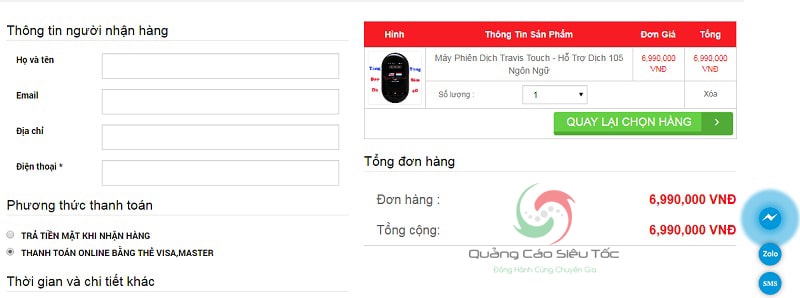 Thông tin người nhận hàng
Họ và tên
Email
Địa chỉ
Điện thoại *
Phương thức thanh toán
TRẢ TIỀN MẶT KHI NHẬN HÀNG
THANH TOÁN ONLINE BẰNG THẺ VISA,MASTER
Thời gian và chi tiết khác
Hình Thông Tin Sản Phẩm Đơn Giá Tổng
Máy Phiên Dịch Travis Touch - Hỗ Trợ Dịch 105 Ngôn Ngữ
6,990,000 VNĐ
6,990,000 VNĐ
Số lượng : 1 Xóa
QUAY LẠI CHỌN HÀNG
Tổng đơn hàng
Đơn hàng : 6,990,000 VNĐ
Tổng cộng: 6,990,000 VNĐ
Quảng Cáo Siêu Tốc
Đồng Hành Cùng Chuyên Gia
Zalo
SMS